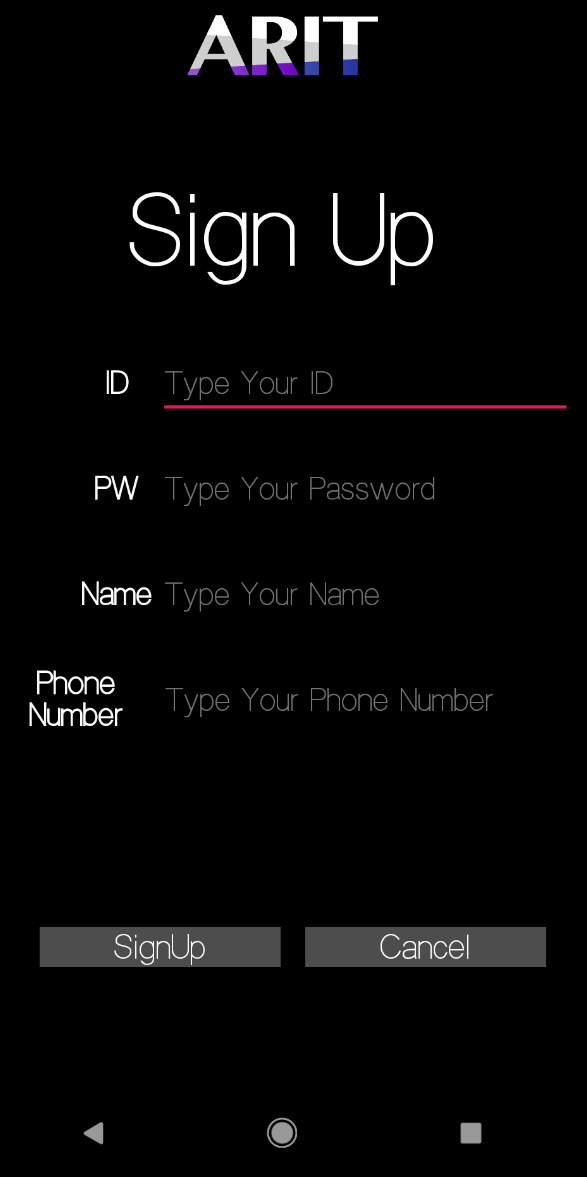 ARIT
Sign Up
ID Type Your ID
PW Type Your Password
Name Type Your Name
Phone
Number Type Your Phone Number
SignUp Cancel